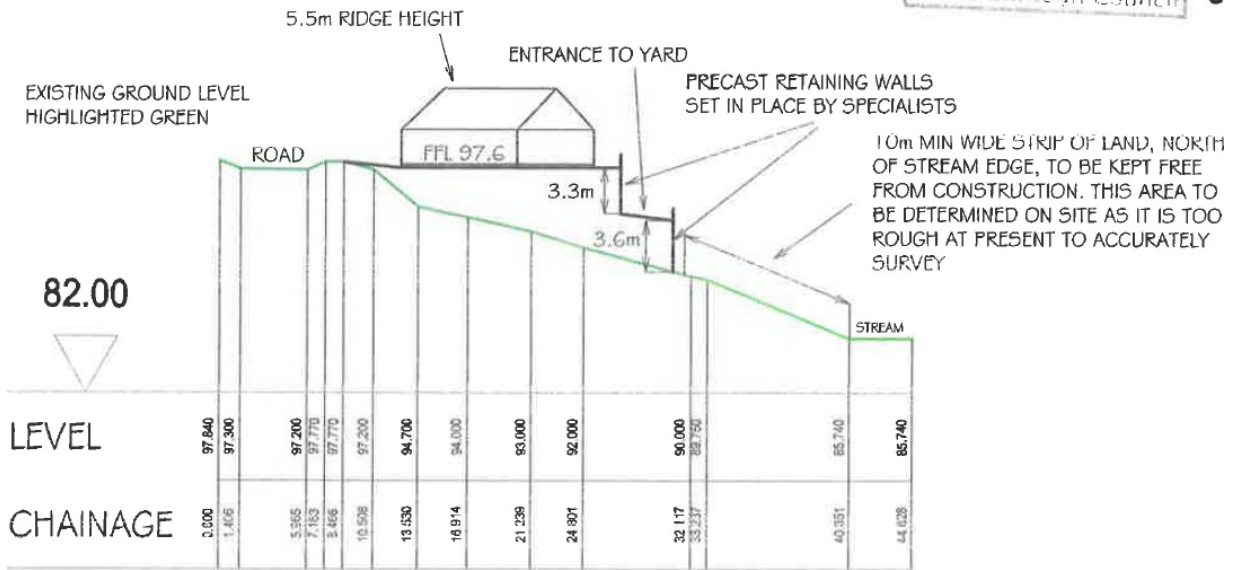 5.5m RIDGE HEIGHT
ENTRANCE TO YARD
PRECAST RETAINING WALLS
SET IN PLACE BY SPECIALISTS
EXISTING GROUND LEVEL
HIGHLIGHTED GREEN
10m MIN WIDE STRIP OF LAND, NORTH
OF STREAM EDGE, TO BE KEPT FREE
FROM CONSTRUCTION. THIS AREA TO
BE DETERMINED ON SITE AS IT IS TOO
ROUGH AT PRESENT TO ACCURATELY
SURVEY
ROAD
FFL 97.6
3.3m
3.6m
82.00
STREAM
LEVEL 97.840 97.300 97.200 97.770 97.770 97.200 94.700 94.000 93.000 92.000 90.000 89.750 85.740 85.740
CHAINAGE 0.000 1.406 7.163 10.508 13.530 16.914 21.239 24.801 32.117 33.237 40.351 44.628